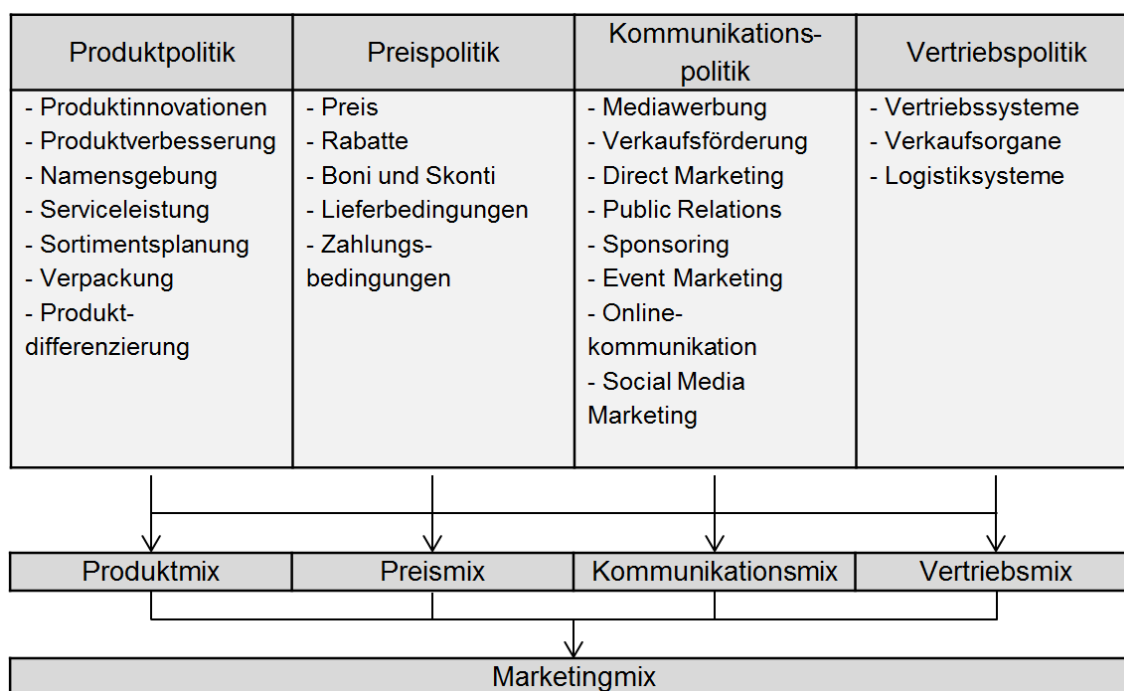 Produktpolitik
- Produktinnovationen
- Produktverbesserung
- Namensgebung
- Serviceleistung
- Sortimentsplanung
- Verpackung
- Produkt-
differenzierung
Preispolitik
- Preis
- Rabatte
- Boni und Skonti
- Lieferbedingungen
- Zahlungs-
bedingungen
Kommunikations-
politik
- Mediawerbung
- Verkaufsförderung
- Direct Marketing
- Public Relations
- Sponsoring
- Event Marketing
- Online-
kommunikation
- Social Media
Marketing
Vertriebspolitik
- Vertriebssysteme
- Verkaufsorgane
- Logistiksysteme
Produktmix
Preismix
Kommunikationsmix
Vertriebsmix
Marketingmix